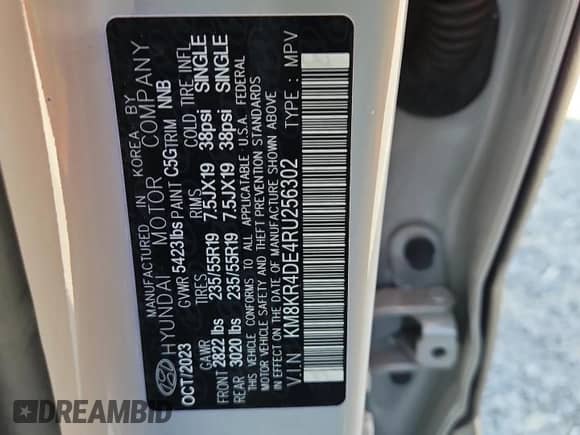 MANUFACTURED IN KOREA BY
HYUNDAI MOTOR COMPANY
OCT/2023 GVWR 5423lbs PAINT C5G TRIM NNB
GAWR TIRES RIMS COLD TIRE INFL
FRONT 2822 lbs 235/55R19 7.5JX19 38psi SINGLE
REAR 3020 lbs 235/55R19 7.5JX19 38psi SINGLE
THIS VEHICLE CONFORMS TO ALL APPLICABLE U.S.A. FEDERAL
MOTOR VEHICLE SAFETY AND THEFT PREVENTION STANDARDS
IN EFFECT ON THE DATE OF MANUFACTURE SHOWN ABOVE.
V.I.N KM8KR4DE4RU256302 TYPE : MPV
DREAMBID